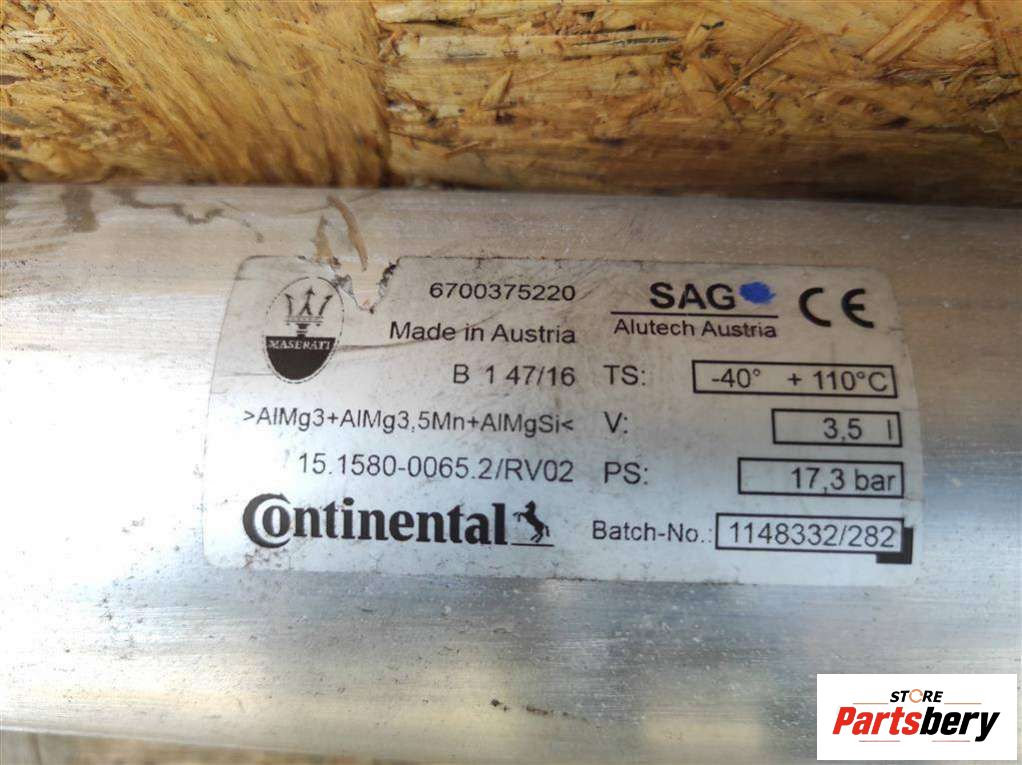 MASERATI
6700375220
Made in Austria
B 1 47/16
>AlMg3+AlMg3,5Mn+AlMgSi<
15.1580-0065.2/RV02
Continental
SAG
Alutech Austria
CE
TS: -40° + 110°C
V: 3,5 l
PS: 17,3 bar
Batch-No.: 1148332/282
STORE
Partsbery